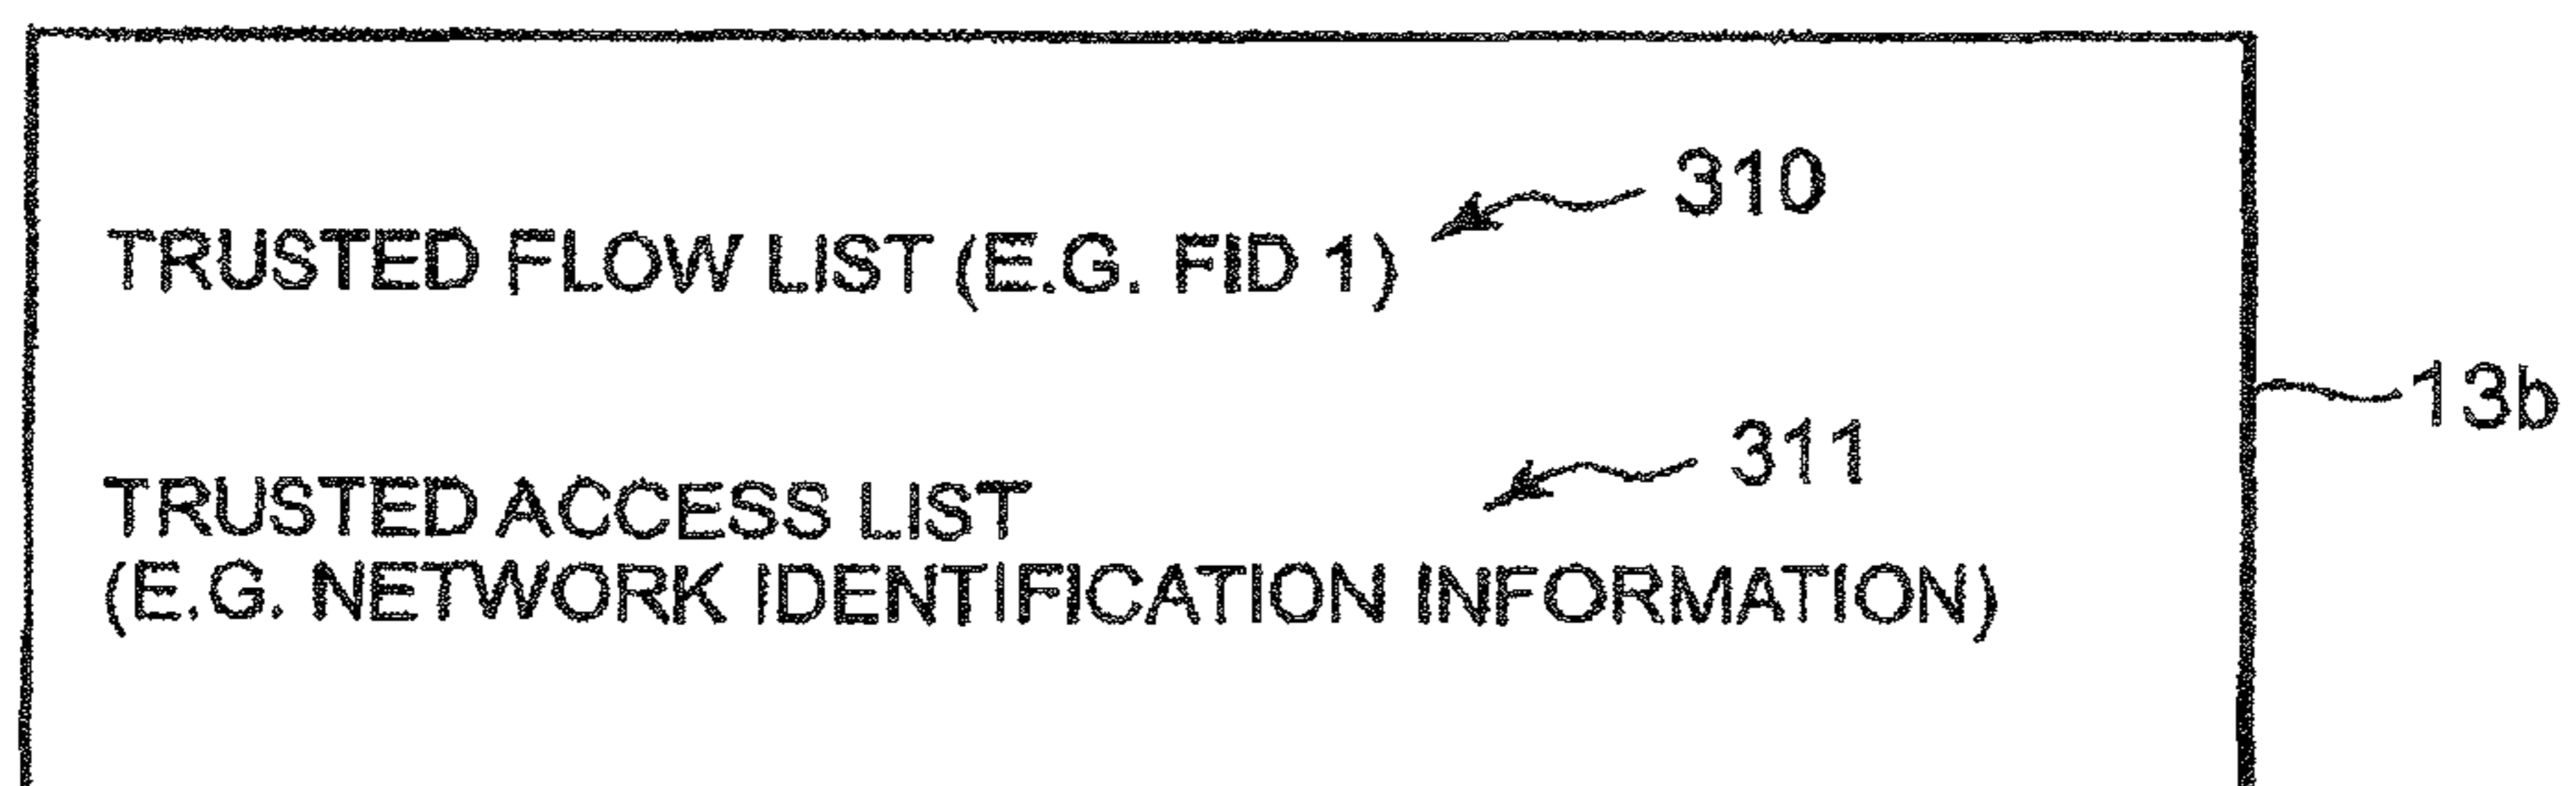 310
TRUSTED FLOW LIST (E.G. FID 1)
13b
311
TRUSTED ACCESS LIST
(E.G. NETWORK IDENTIFICATION INFORMATION)